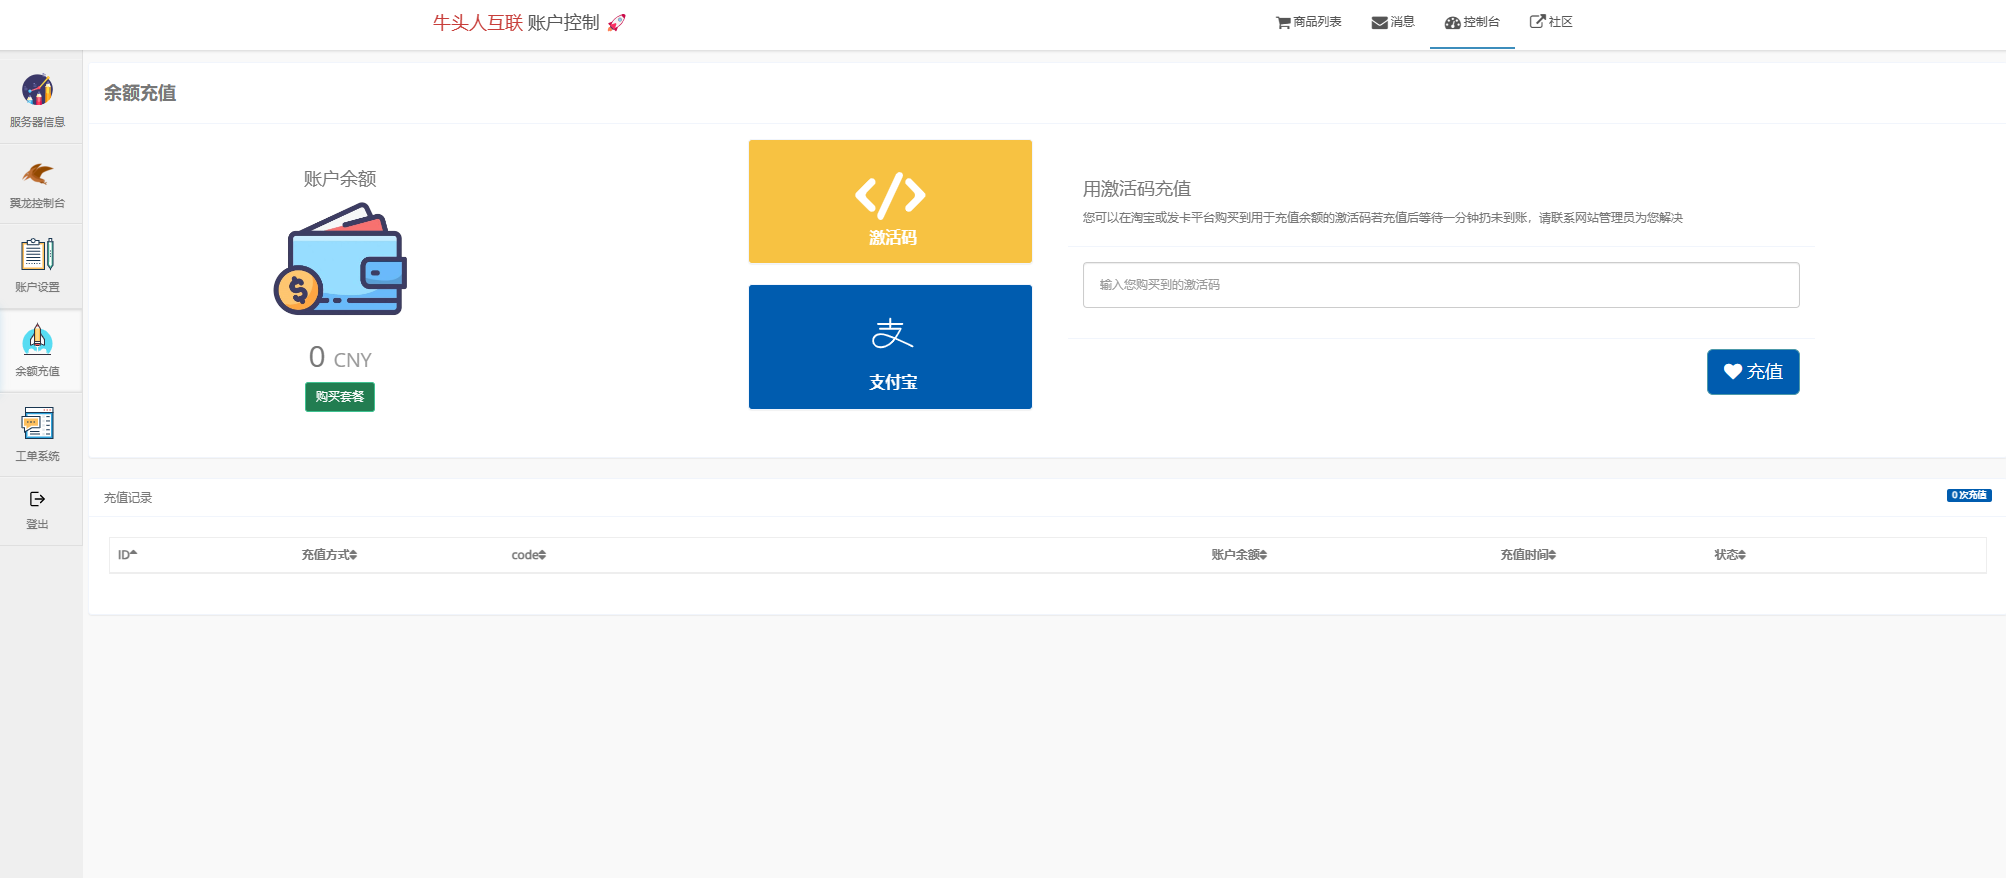 牛头人互联 账户控制
商品列表
消息
控制台
社区
服务器信息
翼龙控制台
账户设置
余额充值
工单系统
登出
余额充值
账户余额
0 CNY
购买套餐
激活码
支付宝
用激活码充值
您可以在淘宝或发卡平台购买到用于充值余额的激活码若充值后等待一分钟扔未到账，请联系网站管理员为您解决
输入您购买到的激活码
充值
充值记录
0 次充值
ID 充值方式 code 账户余额 充值时间 状态